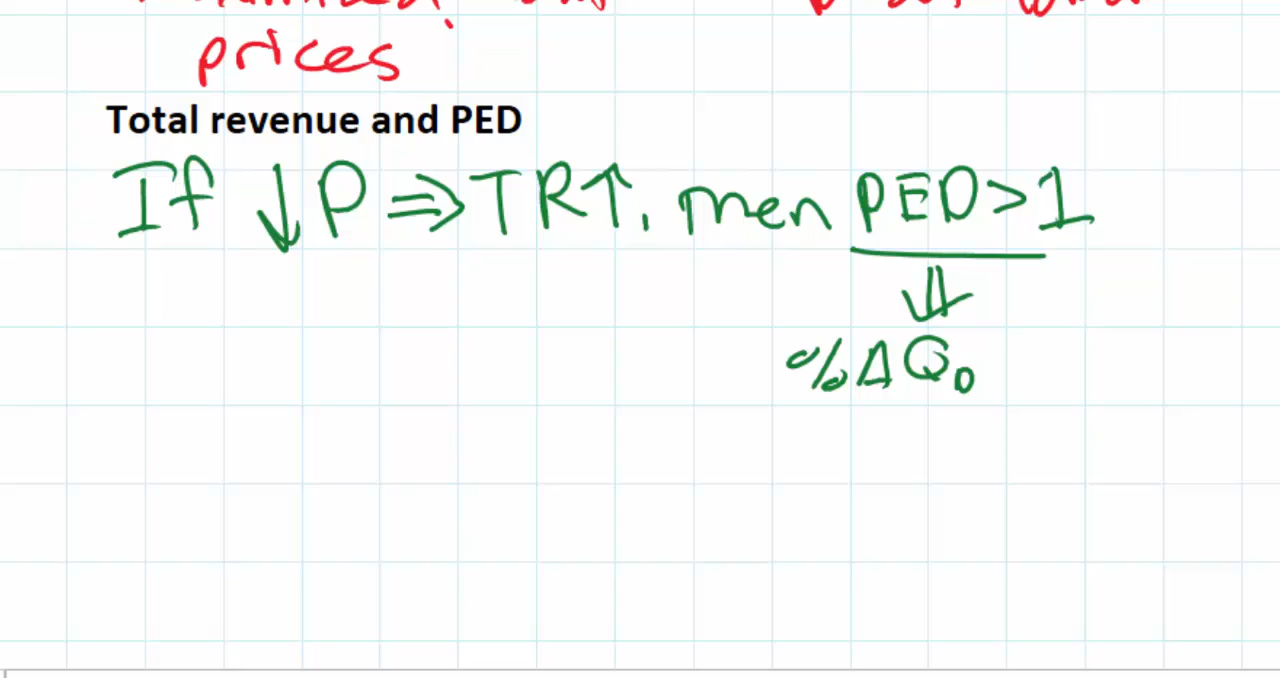 prices
Total revenue and PED
If ↓P ⇒ TR↑, then PED>1
⇓
%ΔQD